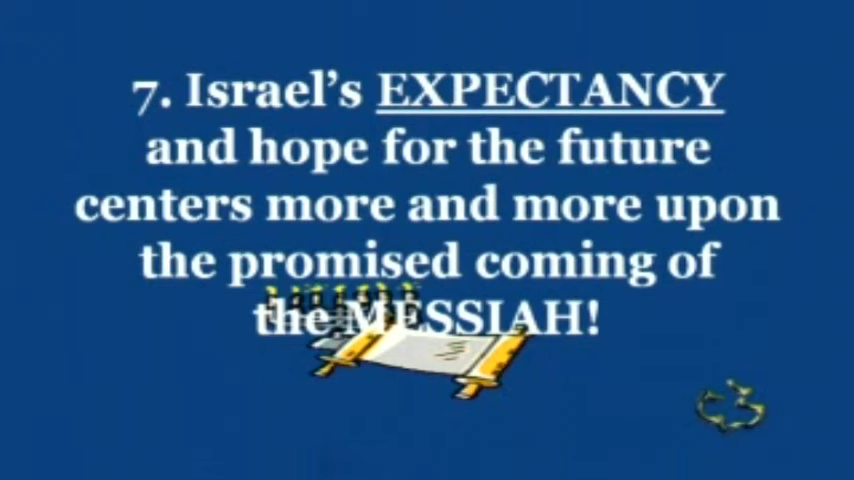 7. Israel's EXPECTANCY
and hope for the future
centers more and more upon
the promised coming of
the MESSIAH!